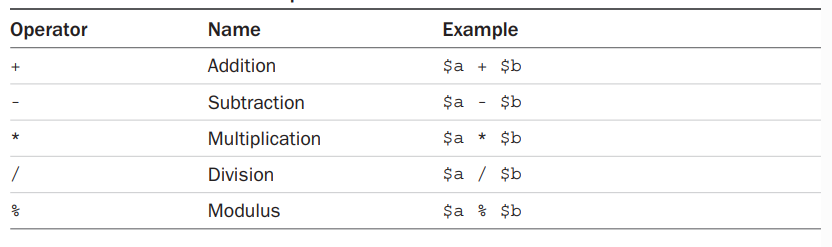 Operator Name Example
+ Addition $a + $b
- Subtraction $a - $b
* Multiplication $a * $b
/ Division $a / $b
% Modulus $a % $b